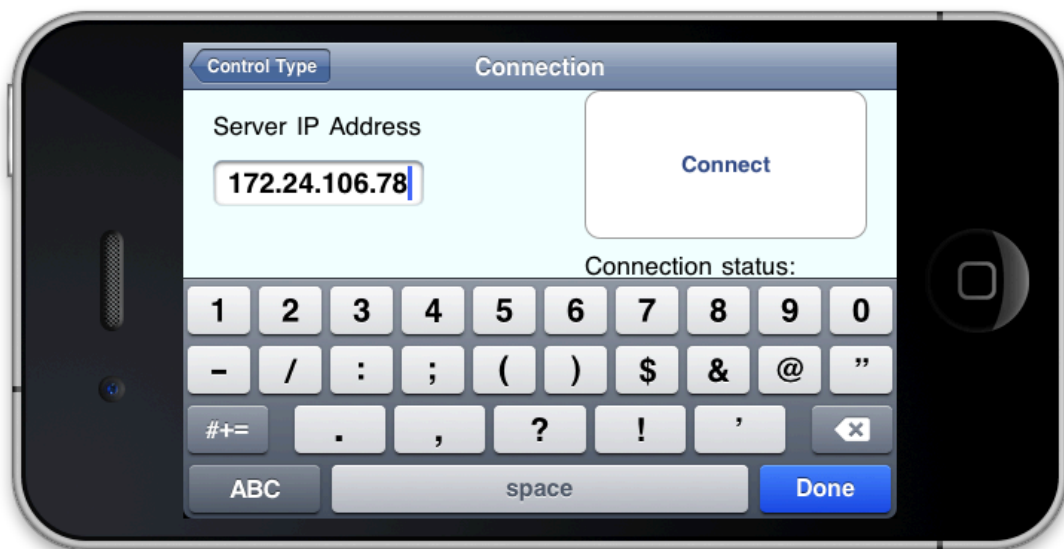 Control Type
Connection
Server IP Address
172.24.106.78
Connect
Connection status:
1 2 3 4 5 6 7 8 9 0
- / : ; ( ) $ & @ ”
#+= . , ? ! ’
ABC space Done